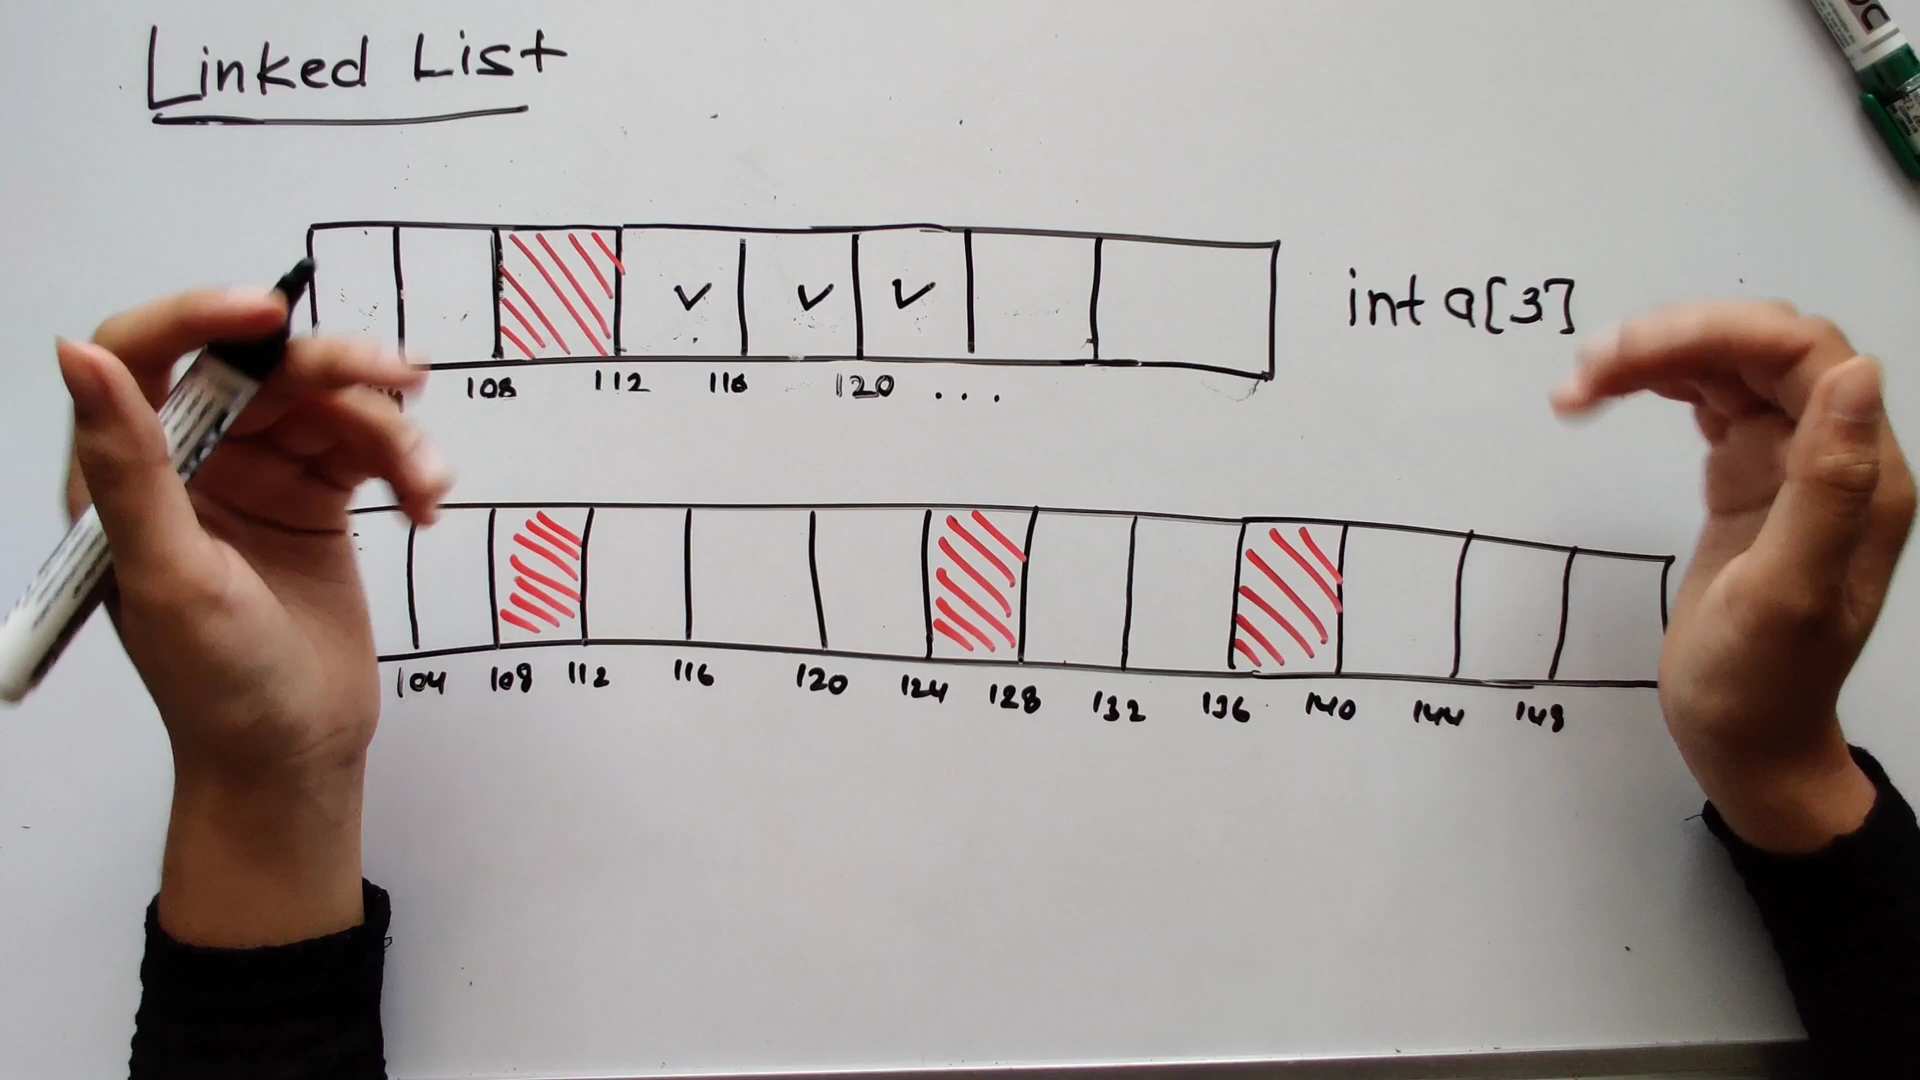 Linked List
int a[3]
108 112 116 120 ...
104 108 112 116 120 124 128 132 136 140 144 148